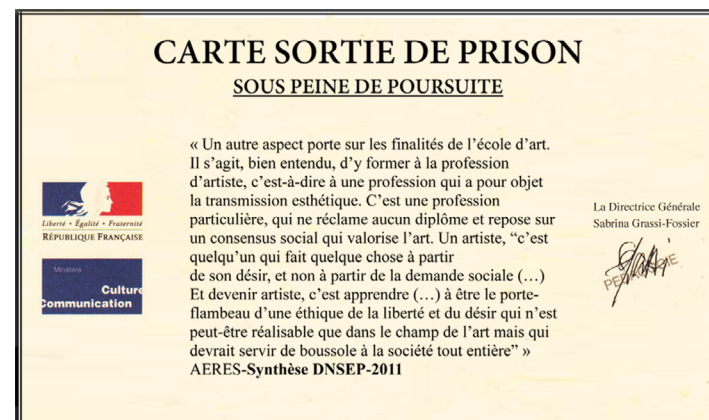 CARTE SORTIE DE PRISON
SOUS PEINE DE POURSUITE
« Un autre aspect porte sur les finalités de l’école d’art.
Il s’agit, bien entendu, d’y former à la profession
d’artiste, c’est-à-dire à une profession qui a pour objet
la transmission esthétique. C’est une profession
particulière, qui ne réclame aucun diplôme et repose sur
un consensus social qui valorise l’art. Un artiste, “c’est
quelqu’un qui fait quelque chose à partir
de son désir, et non à partir de la demande sociale (…)
Et devenir artiste, c’est apprendre (…) à être le porte-
flambeau d’une éthique de la liberté et du désir qui n’est
peut-être réalisable que dans le champ de l’art mais qui
devrait servir de boussole à la société tout entière” »
AERES-Synthèse DNSEP-2011
Liberté • Égalité • Fraternité
RÉPUBLIQUE FRANÇAISE
Ministère
Culture
Communication
La Directrice Générale
Sabrina Grassi-Fossier
PEDAGOGIE